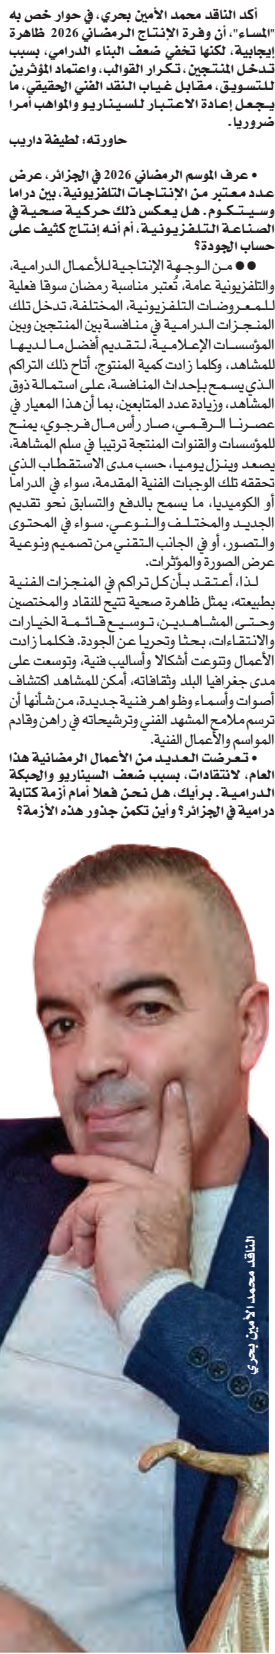 أكد الناقد محمد الأمين بحري، في حوار خص به
"المساء"، أن وفرة الإنتاج الرمضاني 2026 ظاهرة
إيجابية، لكنها تخفي ضعف البناء الدرامي، بسبب
تدخل المنتجين، تكرار القوالب، واعتماد المؤثرين
للتسويق، مقابل غياب النقد الفني الحقيقي، ما
يجعل إعادة الاعتبار للسيناريو والمواهب أمرا
ضروريا.
حاورته: لطيفة داريب
• عرف الموسم الرمضاني 2026 في الجزائر، عرض
عدد معتبر من الإنتاجات التلفزيونية، بين دراما
وسيتكوم. هل يعكس ذلك حركية صحية في
الصناعة التلفزيونية، أم أنه إنتاج كثيف على
حساب الجودة؟
●● من الوجهة الإنتاجية للأعمال الدرامية،
والتلفزيونية عامة، تُعتبر مناسبة رمضان سوقا فعلية
للمعروضات التلفزيونية، المختلفة، تدخل تلك
المنجزات الدرامية في منافسة بين المنتجين وبين
المؤسسات الإعلامية، لتقديم أفضل ما لديها
للمشاهد، وكلما زادت كمية المنتوج، أتاح ذلك التراكم
الذي يسمح بإحداث المنافسة، على استمالة ذوق
المشاهد، وزيادة عدد المتابعين، بما أن هذا المعيار في
عصرنا الرقمي، صار رأس مال فرجوي، يمنح
للمؤسسات والقنوات المنتجة ترتيبا في سلم المشاهة،
يصعد وينزل يوميا، حسب مدى الاستقطاب الذي
تحققه تلك الوجبات الفنية المقدمة، سواء في الدراما
أو الكوميديا، ما يسمح بالدفع والتسابق نحو تقديم
الجديد والمختلف والنوعي. سواء في المحتوى
والتصور، أو في الجانب التقني من تصميم ونوعية
عرض الصورة والمؤثرات.
لذا، أعتقد بأن كل تراكم في المنجزات الفنية
بطبيعته، يمثل ظاهرة صحية تتيح للنقاد والمختصين
وحتى المشاهدين، توسيع قائمة الخيارات
والانتقاءات، بحثا وتحريا عن الجودة. فكلما زادت
الأعمال وتنوعت أشكالا وأساليب فنية، وتوسعت على
مدى جغرافيا البلد وثقافاته، أمكن للمشاهد اكتشاف
أصوات وأسماء وظواهر فنية جديدة، من شأنها أن
ترسم ملامح المشهد الفني وترشيحاته في راهن وقادم
المواسم والأعمال الفنية.
• تعرضت العديد من الأعمال الرمضانية هذا
العام، لانتقادات، بسبب ضعف السيناريو والحبكة
الدرامية. برأيك، هل نحن فعلا أمام أزمة كتابة
درامية في الجزائر؟ وأين تكمن جذور هذه الأزمة؟
الناقد محمد الأمين بحري